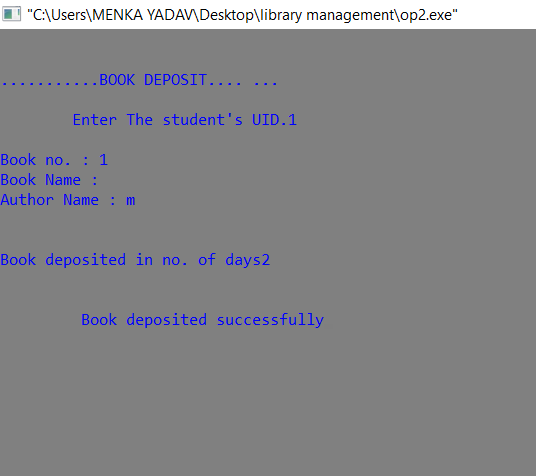 "C:\Users\MENKA YADAV\Desktop\library management\op2.exe"
...........BOOK DEPOSIT.... ...
Enter The student's UID.1
Book no. : 1
Book Name :
Author Name : m
Book deposited in no. of days2
Book deposited successfully